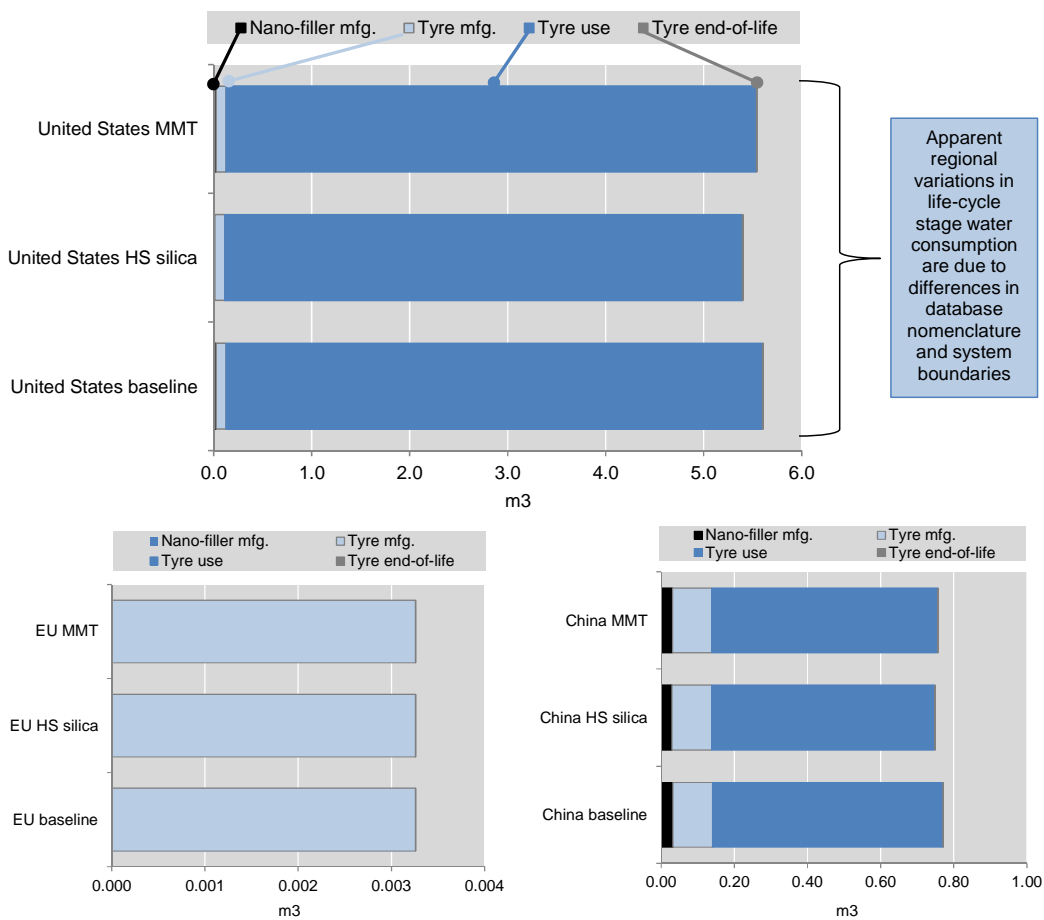 Nano-filler mfg. Tyre mfg. Tyre use Tyre end-of-life
United States MMT
United States HS silica
United States baseline
0.0 1.0 2.0 3.0 4.0 5.0 6.0
m3
Apparent
regional
variations in
life-cycle
stage water
consumption
are due to
differences in
database
nomenclature
and system
boundaries
Nano-filler mfg. Tyre mfg.
Tyre use Tyre end-of-life
EU MMT
EU HS silica
EU baseline
0.000 0.001 0.002 0.003 0.004
m3
Nano-filler mfg. Tyre mfg.
Tyre use Tyre end-of-life
China MMT
China HS silica
China baseline
0.00 0.20 0.40 0.60 0.80 1.00
m3